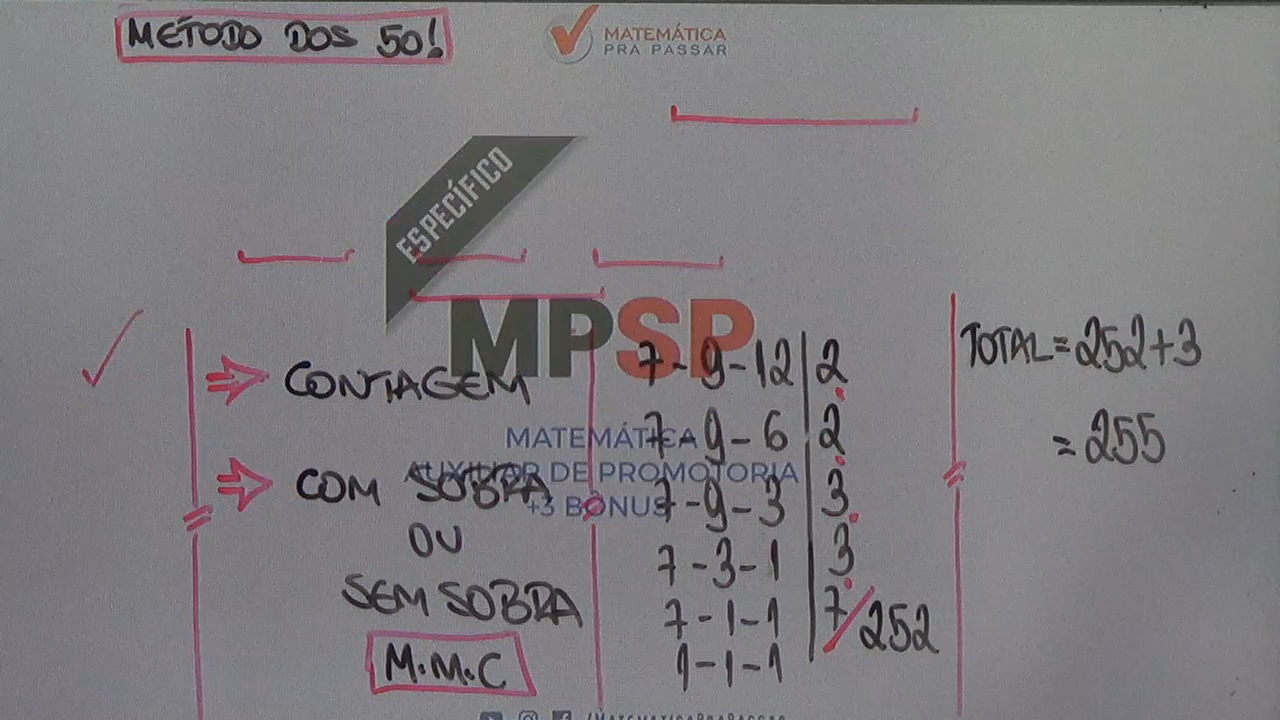 MÉTODO DOS 50!
MATEMÁTICA
PRA PASSAR
ESPECÍFICO
MPSP
MATEMÁTICA
AUXILIAR DE PROMOTORIA
+3 BÔNUS
CONTAGEM
COM SOBRA
OU
SEM SOBRA
M.M.C
7-9-12 | 2
7-9-6 | 2
7-9-3 | 3
7-3-1 | 3
7-1-1 | 7/252
1-1-1
TOTAL = 252+3
= 255
/MATEMATICAPRAPASSAR